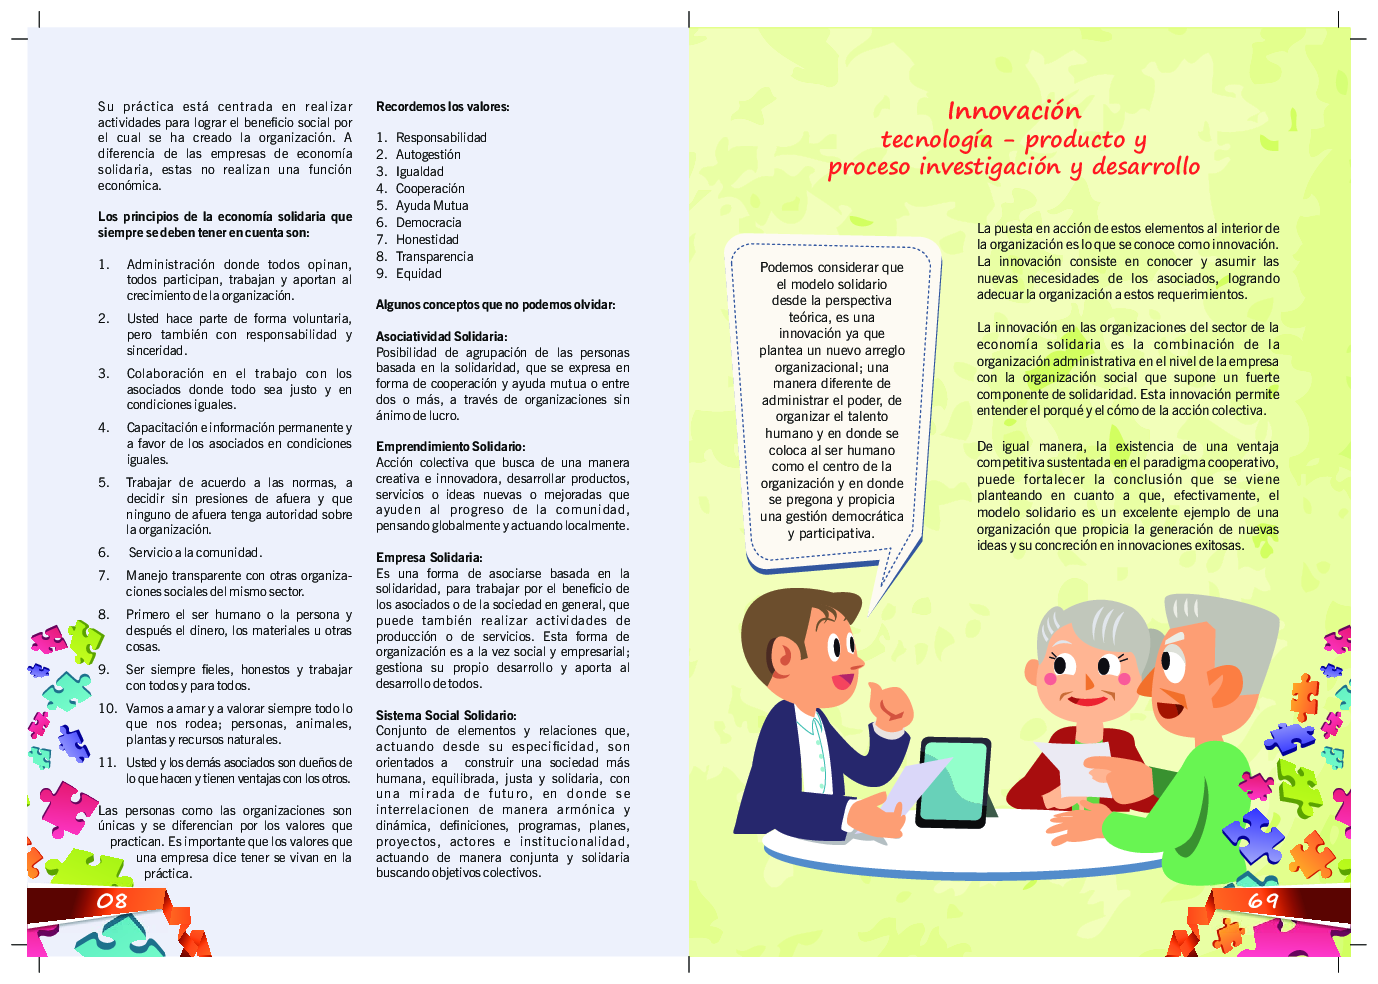 Su práctica está centrada en realizar
actividades para lograr el beneficio social por
el cual se ha creado la organización. A
diferencia de las empresas de economía
solidaria, estas no realizan una función
económica.
Los principios de la economía solidaria que
siempre se deben tener en cuenta son:
1. Administración donde todos opinan,
todos participan, trabajan y aportan al
crecimiento de la organización.
2. Usted hace parte de forma voluntaria,
pero también con responsabilidad y
sinceridad.
3. Colaboración en el trabajo con los
asociados donde todo sea justo y en
condiciones iguales.
4. Capacitación e información permanente y
a favor de los asociados en condiciones
iguales.
5. Trabajar de acuerdo a las normas, a
decidir sin presiones de afuera y que
ninguno de afuera tenga autoridad sobre
la organización.
6. Servicio a la comunidad.
7. Manejo transparente con otras organiza-
ciones sociales del mismo sector.
8. Primero el ser humano o la persona y
después el dinero, los materiales u otras
cosas.
9. Ser siempre fieles, honestos y trabajar
con todos y para todos.
10. Vamos a amar y a valorar siempre todo lo
que nos rodea; personas, animales,
plantas y recursos naturales.
11. Usted y los demás asociados son dueños de
lo que hacen y tienen ventajas con los otros.
Las personas como las organizaciones son
únicas y se diferencian por los valores que
practican. Es importante que los valores que
una empresa dice tener se vivan en la
práctica.
08
Recordemos los valores:
1. Responsabilidad
2. Autogestión
3. Igualdad
4. Cooperación
5. Ayuda Mutua
6. Democracia
7. Honestidad
8. Transparencia
9. Equidad
Algunos conceptos que no podemos olvidar:
Asociatividad Solidaria:
Posibilidad de agrupación de las personas
basada en la solidaridad, que se expresa en
forma de cooperación y ayuda mutua o entre
dos o más, a través de organizaciones sin
ánimo de lucro.
Emprendimiento Solidario:
Acción colectiva que busca de una manera
creativa e innovadora, desarrollar productos,
servicios o ideas nuevas o mejoradas que
ayuden al progreso de la comunidad,
pensando globalmente y actuando localmente.
Empresa Solidaria:
Es una forma de asociarse basada en la
solidaridad, para trabajar por el beneficio de
los asociados o de la sociedad en general, que
puede también realizar actividades de
producción o de servicios. Esta forma de
organización es a la vez social y empresarial;
gestiona su propio desarrollo y aporta al
desarrollo de todos.
Sistema Social Solidario:
Conjunto de elementos y relaciones que,
actuando desde su especificidad, son
orientados a construir una sociedad más
humana, equilibrada, justa y solidaria, con
una mirada de futuro, en donde se
interrelacionen de manera armónica y
dinámica, definiciones, programas, planes,
proyectos, actores e institucionalidad,
actuando de manera conjunta y solidaria
buscando objetivos colectivos.
Innovación
tecnología - producto y
proceso investigación y desarrollo
Podemos considerar que
el modelo solidario
desde la perspectiva
teórica, es una
innovación ya que
plantea un nuevo arreglo
organizacional; una
manera diferente de
administrar el poder, de
organizar el talento
humano y en donde se
coloca al ser humano
como el centro de la
organización y en donde
se pregona y propicia
una gestión democrática
y participativa.
La puesta en acción de estos elementos al interior de
la organización es lo que se conoce como innovación.
La innovación consiste en conocer y asumir las
nuevas necesidades de los asociados, logrando
adecuar la organización a estos requerimientos.
La innovación en las organizaciones del sector de la
economía solidaria es la combinación de la
organización administrativa en el nivel de la empresa
con la organización social que supone un fuerte
componente de solidaridad. Esta innovación permite
entender el porqué y el cómo de la acción colectiva.
De igual manera, la existencia de una ventaja
competitiva sustentada en el paradigma cooperativo,
puede fortalecer la conclusión que se viene
planteando en cuanto a que, efectivamente, el
modelo solidario es un excelente ejemplo de una
organización que propicia la generación de nuevas
ideas y su concreción en innovaciones exitosas.
69